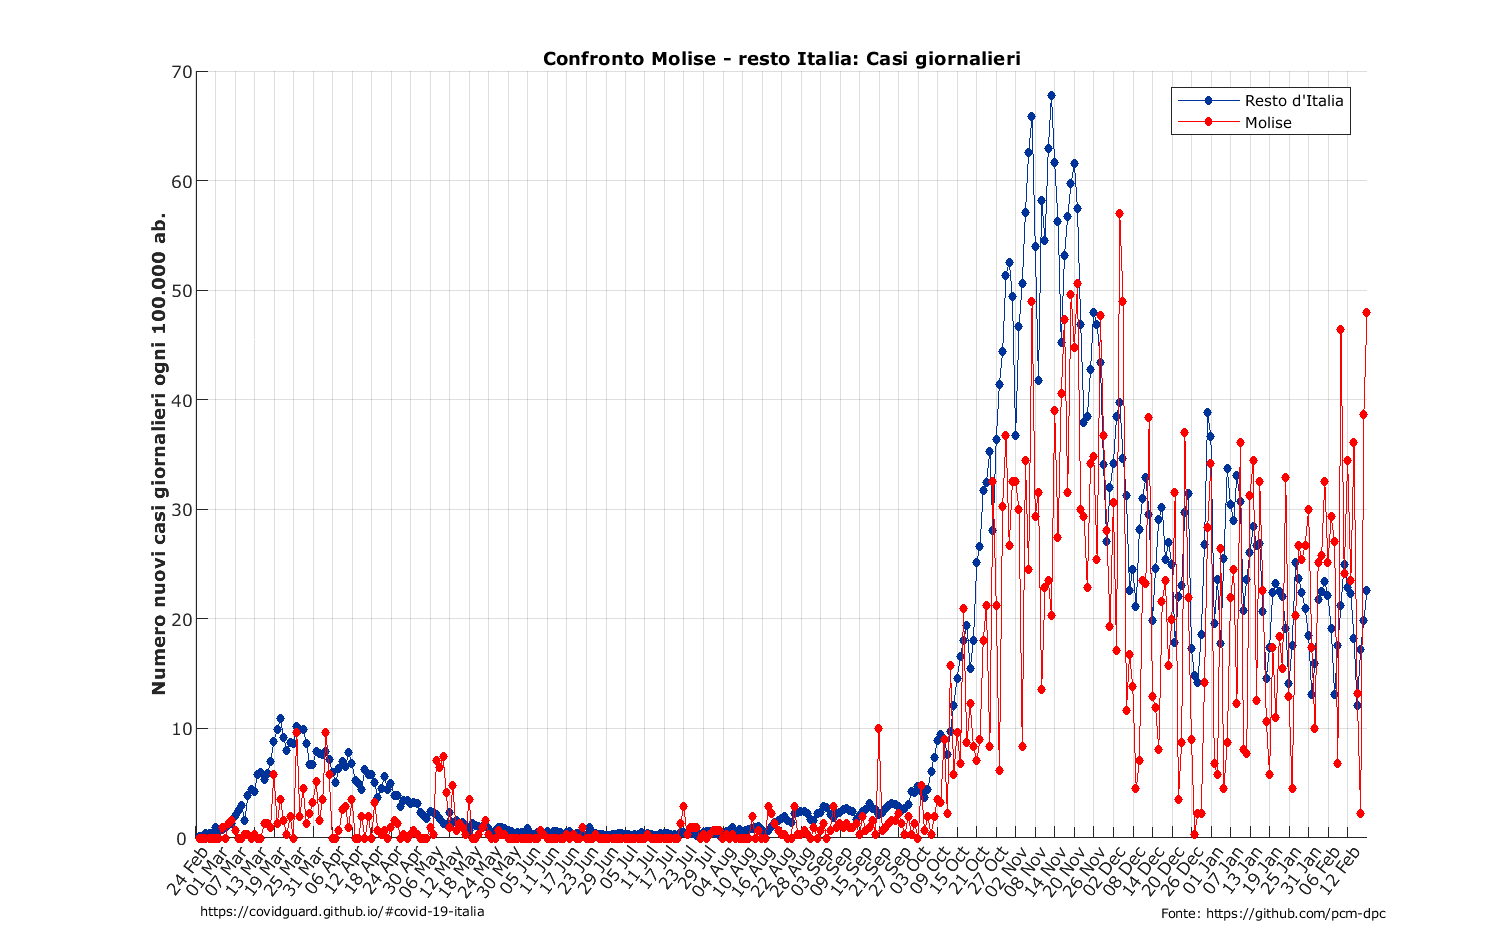 Confronto Molise - resto Italia: Casi giornalieri
Resto d'Italia
Molise
Numero nuovi casi giornalieri ogni 100.000 ab.
70
60
50
40
30
20
10
0
24 Feb
01 Mar
07 Mar
13 Mar
19 Mar
25 Mar
31 Mar
06 Apr
12 Apr
18 Apr
24 Apr
30 Apr
06 May
12 May
18 May
24 May
30 May
05 Jun
11 Jun
17 Jun
23 Jun
29 Jun
05 Jul
11 Jul
17 Jul
23 Jul
29 Jul
04 Aug
10 Aug
16 Aug
22 Aug
28 Aug
03 Sep
09 Sep
15 Sep
21 Sep
27 Sep
03 Oct
09 Oct
15 Oct
21 Oct
27 Oct
02 Nov
08 Nov
14 Nov
20 Nov
26 Nov
02 Dec
08 Dec
14 Dec
20 Dec
26 Dec
01 Jan
07 Jan
13 Jan
19 Jan
25 Jan
31 Jan
06 Feb
12 Feb
https://covidguard.github.io/#covid-19-italia
Fonte: https://github.com/pcm-dpc